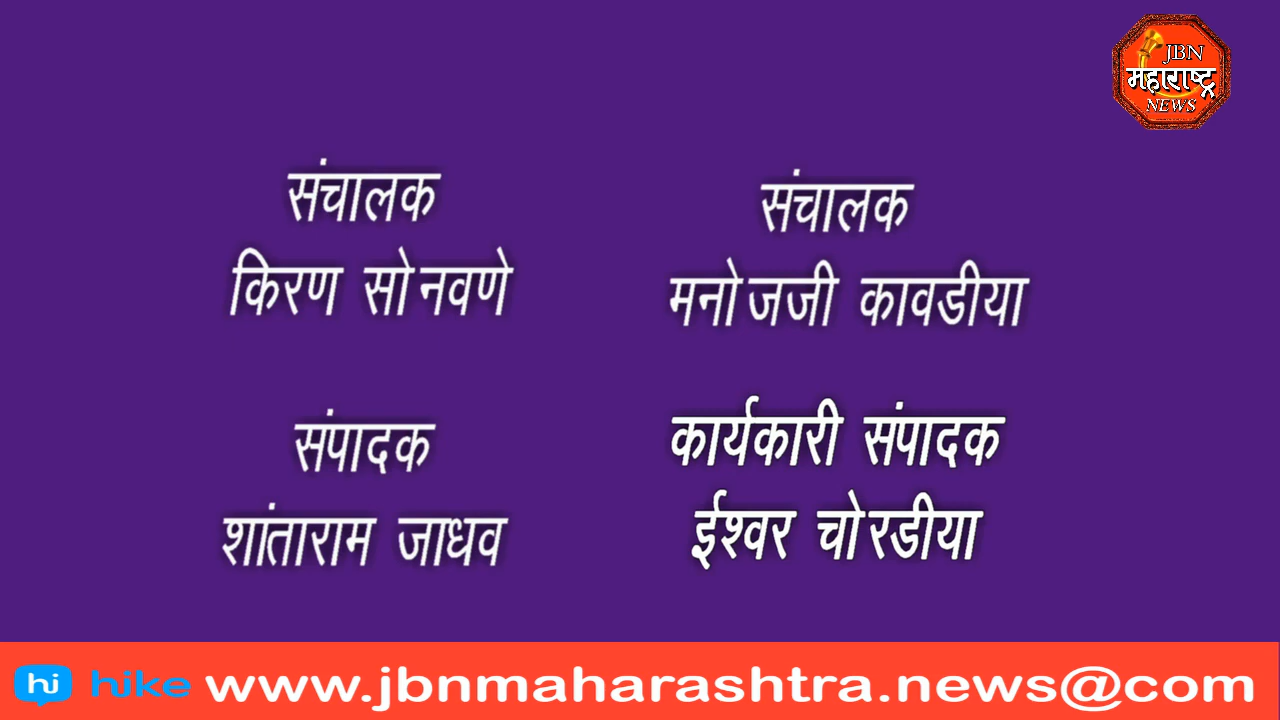 JBN
महाराष्ट्र
NEWS
संचालक
किरण सोनवणे
संचालक
मनोजजी कावडीया
संपादक
शांताराम जाधव
कार्यकारी संपादक
ईश्वर चोरडीया
hi hike www.jbnmaharashtra.news@com